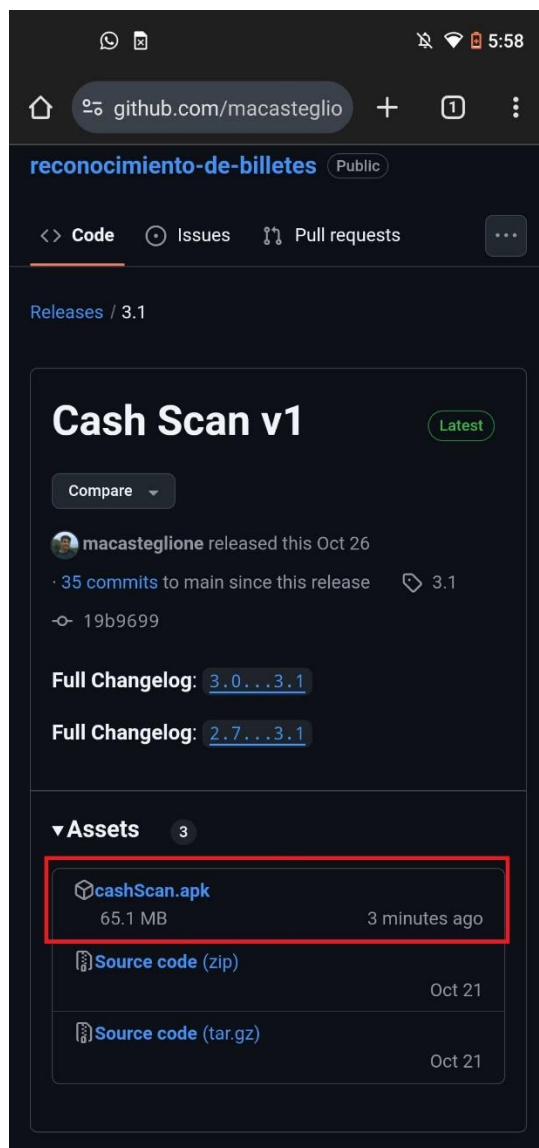 5:58
github.com/macasteglio
1
reconocimiento-de-billetes Public
<> Code Issues Pull requests ...
Releases / 3.1
Cash Scan v1 Latest
Compare
macasteglione released this Oct 26
· 35 commits to main since this release 3.1
19b9699
Full Changelog: 3.0...3.1
Full Changelog: 2.7...3.1
Assets 3
cashScan.apk
65.1 MB 3 minutes ago
Source code (zip)
Oct 21
Source code (tar.gz)
Oct 21